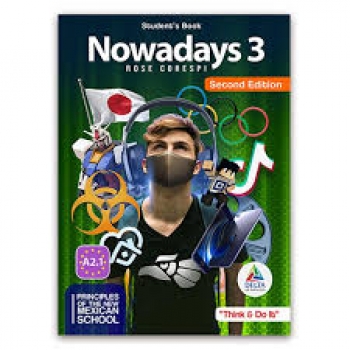 Student's Book
Nowadays 3
ROSE CORESPI
Second Edition
A2.1
PRINCIPLES
OF THE NEW
MEXICAN
SCHOOL
DELTA
"Think & Do It"